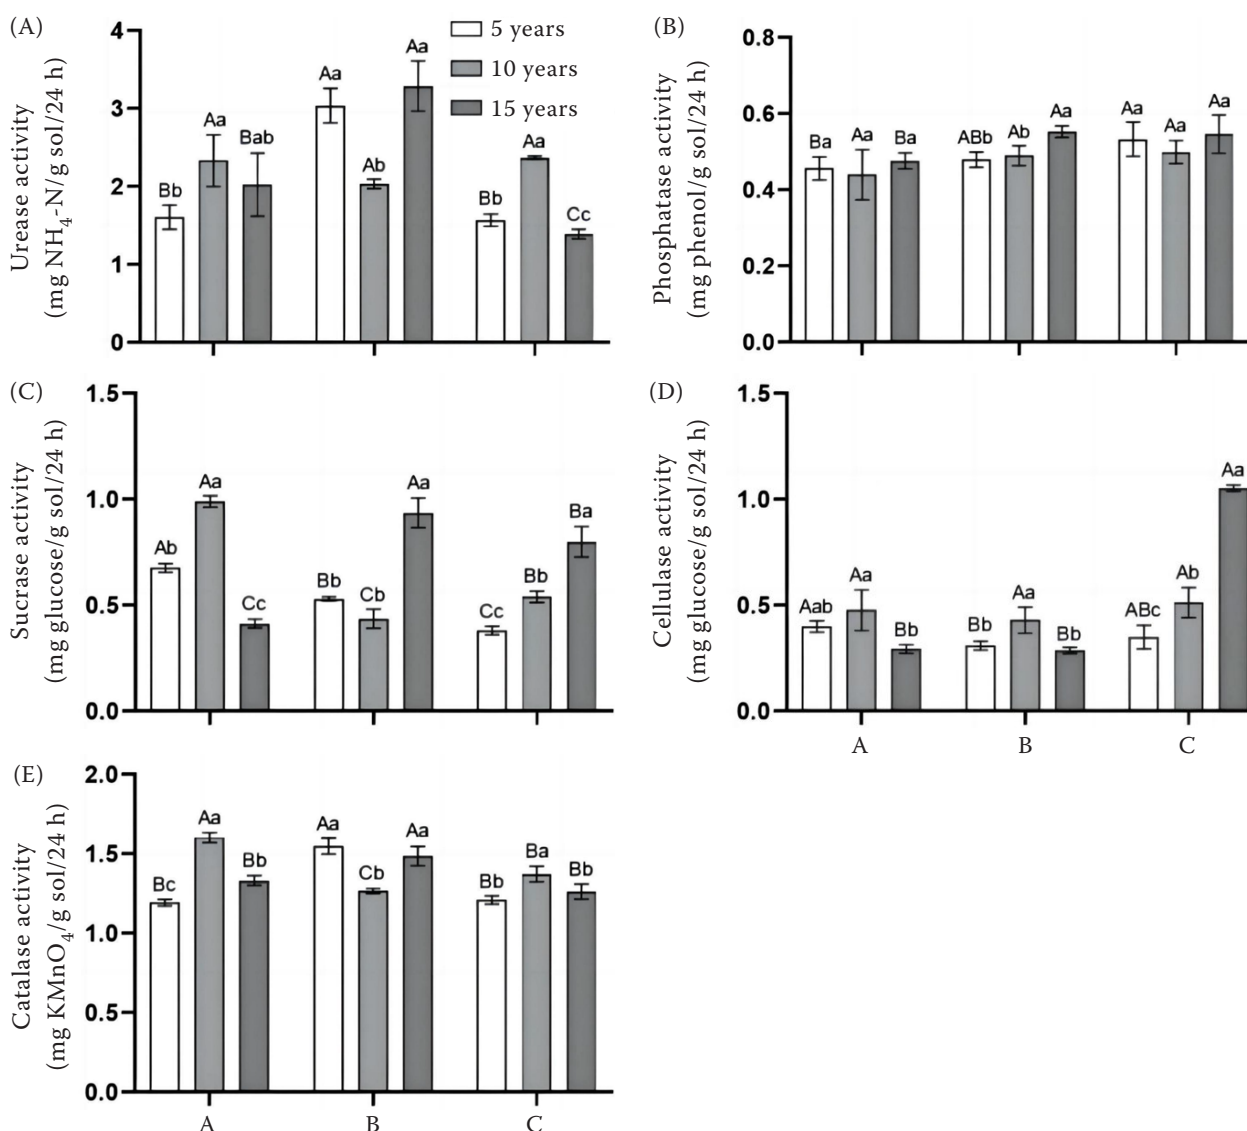 (A)
Urease activity
(mg NH4-N/g sol/24 h)
4
3
2
1
0
5 years
10 years
15 years
Bb
Aa
Bab
Aa
Ab
Aa
Bb
Aa
Cc
(B)
Phosphatase activity
(mg phenol/g sol/24 h)
0.8
0.6
0.4
0.2
0.0
Ba
Aa
Ba
ABb
Ab
Aa
Aa
Aa
Aa
(C)
Sucrase activity
(mg glucose/g sol/24 h)
1.5
1.0
0.5
0.0
Ab
Aa
Cc
Bb
Cb
Aa
Cc
Bb
Ba
(D)
Cellulase activity
(mg glucose/g sol/24 h)
1.5
1.0
0.5
0.0
Aab
Aa
Bb
Bb
Aa
Bb
ABc
Ab
Aa
A B C
(E)
Catalase activity
(mg KMnO4/g sol/24 h)
2.0
1.5
1.0
0.5
0.0
Bc
Aa
Bb
Aa
Cb
Aa
Bb
Ba
Bb
A B C